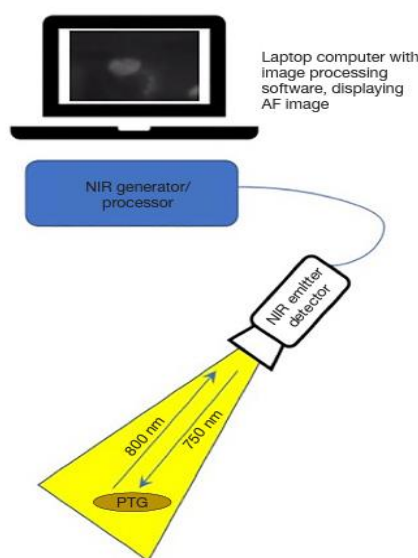 Laptop computer with
image processing
software, displaying
AF image
NIR generator/
processor
NIR emitter
detector
800 nm
750 nm
PTG